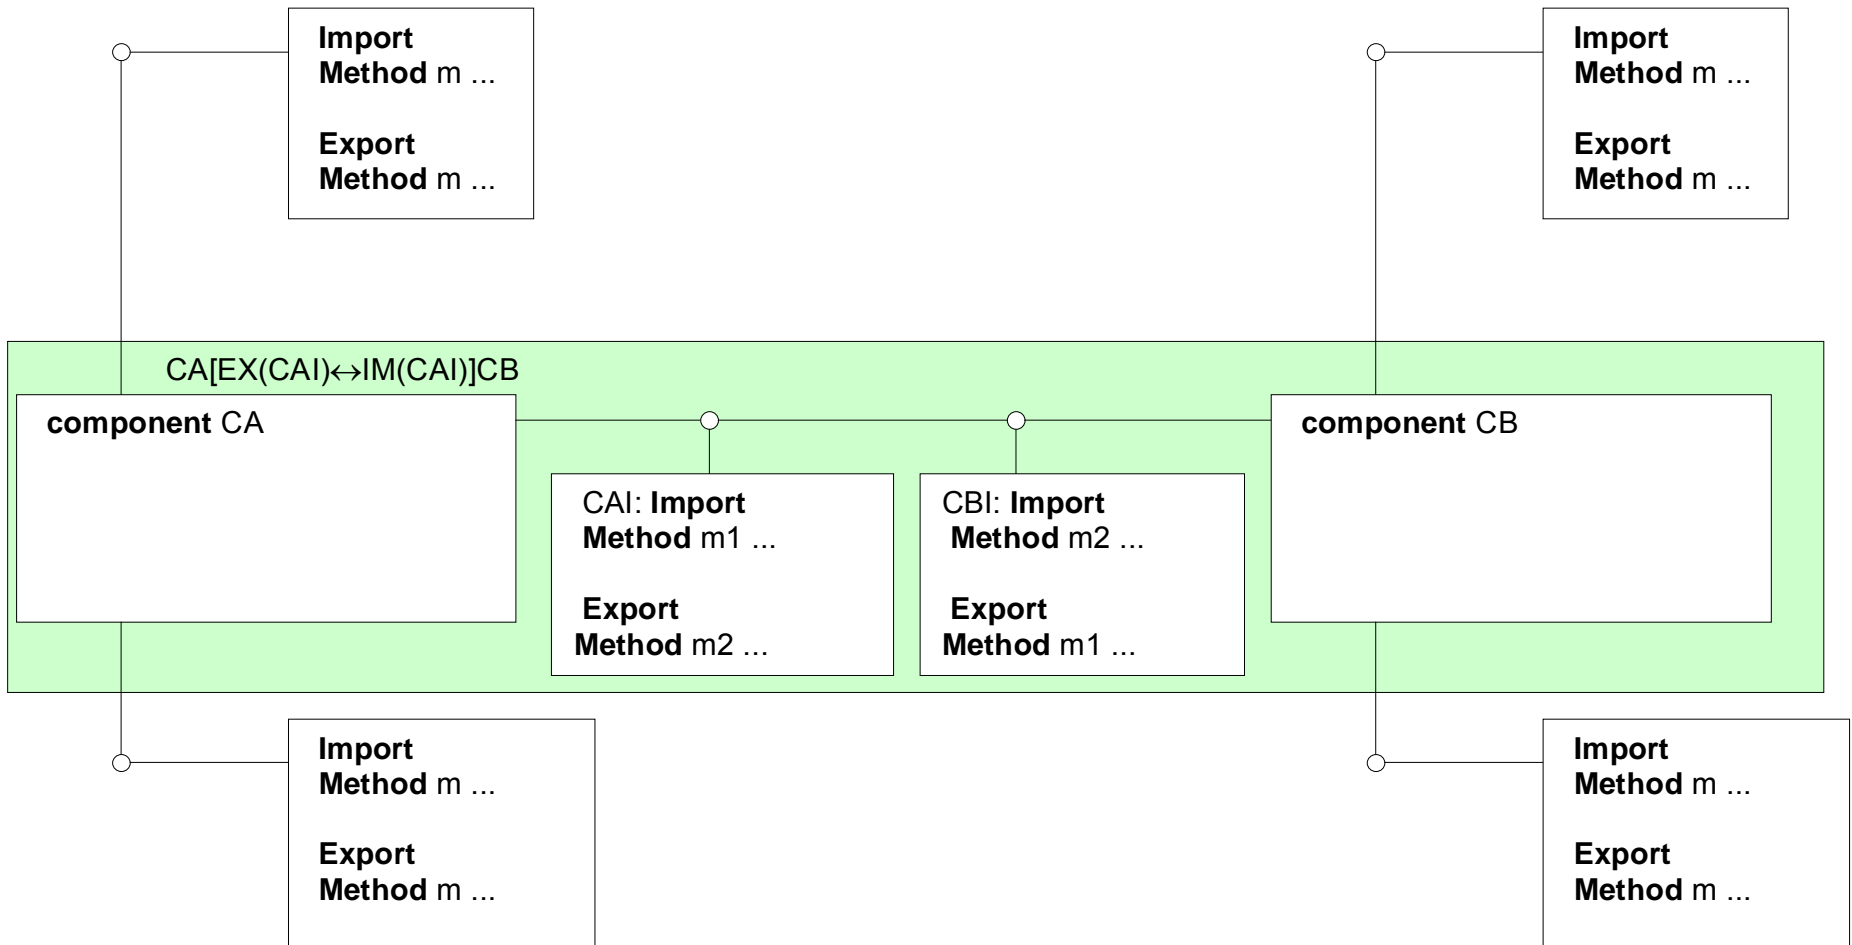 Import
Method m ...
Export
Method m ...
Import
Method m ...
Export
Method m ...
CA[EX(CAI)↔IM(CAI)]CB
component CA
component CB
CAI: Import
Method m1 ...
Export
Method m2 ...
CBI: Import
Method m2 ...
Export
Method m1 ...
Import
Method m ...
Export
Method m ...
Import
Method m ...
Export
Method m ...